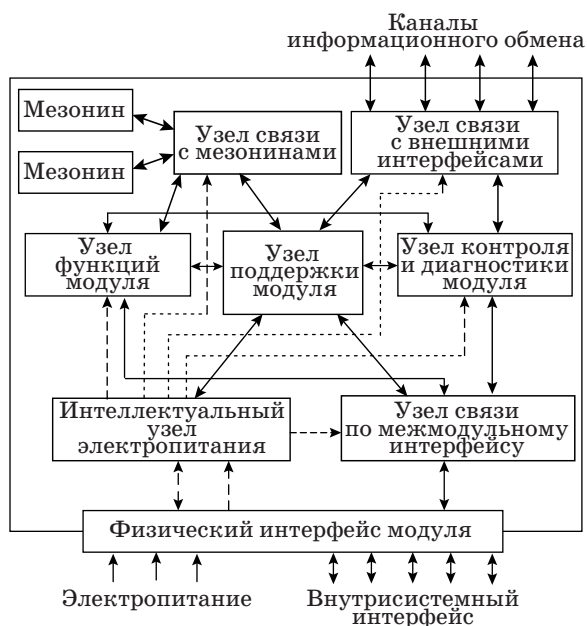 Каналы
информационного обмена
Мезонин
Мезонин
Узел связи
с мезонинами
Узел связи
с внешними
интерфейсами
Узел
функций
модуля
Узел
поддержки
модуля
Узел контроля
и диагностики
модуля
Интеллектуальный
узел
электропитания
Узел связи
по межмодульному
интерфейсу
Физический интерфейс модуля
Электропитание
Внутрисистемный
интерфейс